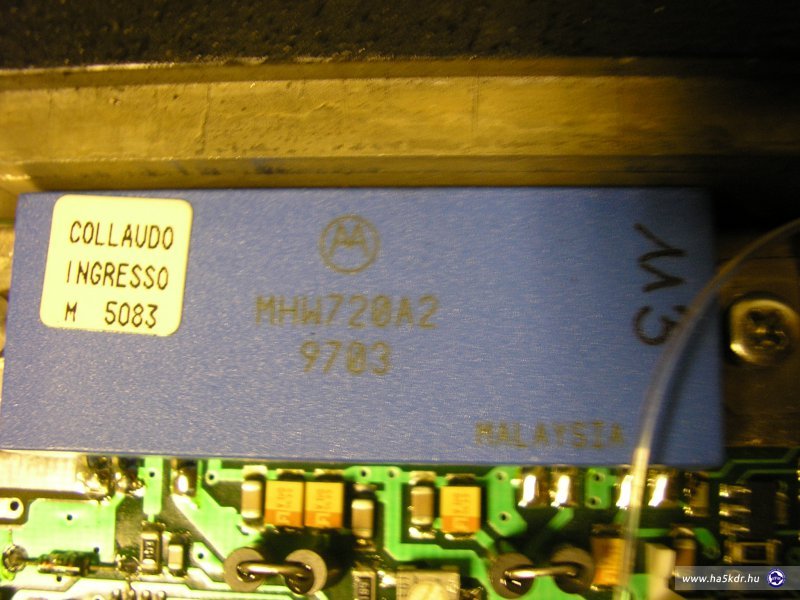 COLLAUDO
INGRESSO
M 5083
MHW720A2
9703
MALAYSIA
www.ha5kdr.hu